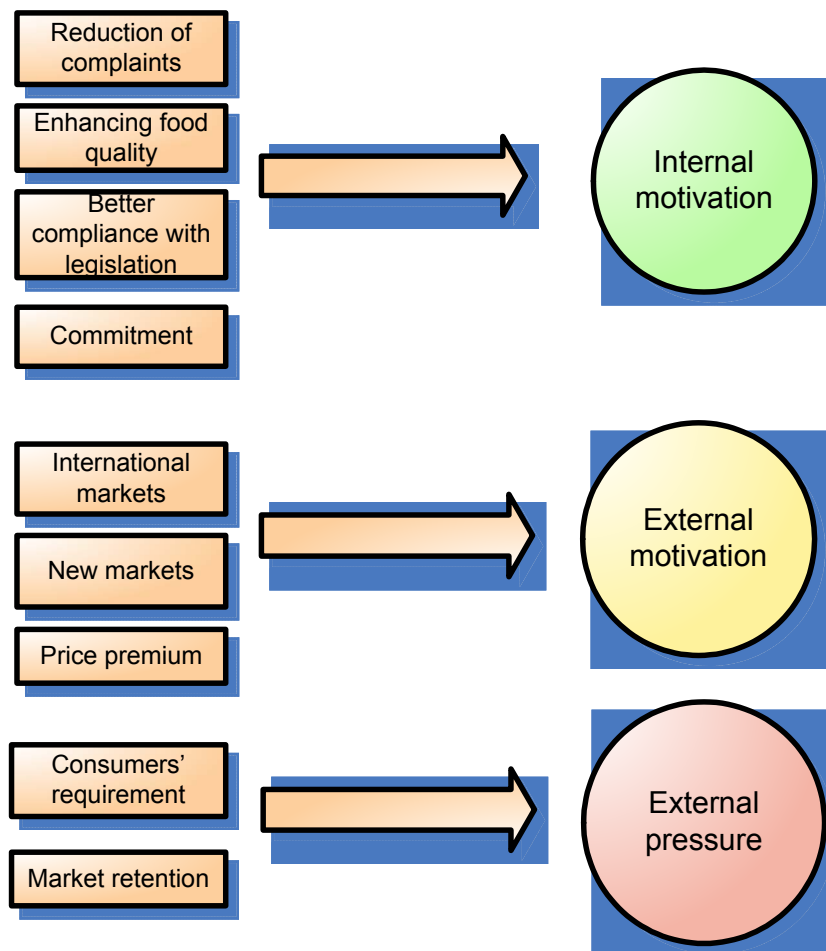 Reduction of
complaints
Enhancing food
quality
Better
compliance with
legislation
Commitment
Internal
motivation
International
markets
New markets
Price premium
External
motivation
Consumers’
requirement
Market retention
External
pressure